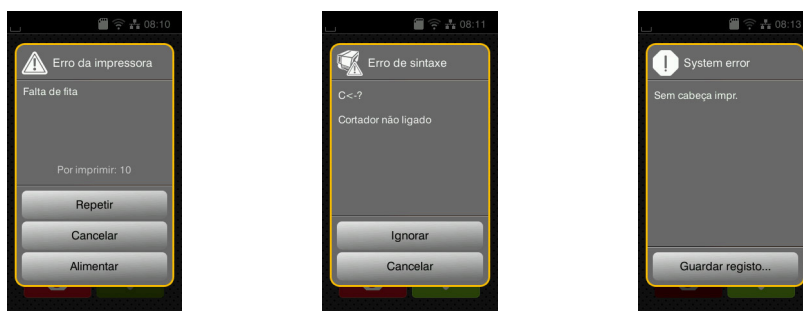 08:10
Erro da impressora
Falta de fita
Por imprimir: 10
Repetir
Cancelar
Alimentar
08:11
Erro de sintaxe
C<-?
Cortador não ligado
Ignorar
Cancelar
08:13
System error
Sem cabeça impr.
Guardar registo...